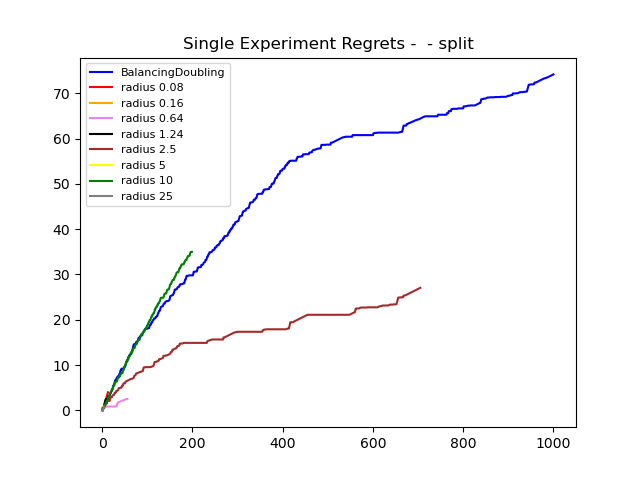 Single Experiment Regrets -  - split
BalancingDoubling
radius 0.08
radius 0.16
radius 0.64
radius 1.24
radius 2.5
radius 5
radius 10
radius 25
70
60
50
40
30
20
10
0
0 200 400 600 800 1000